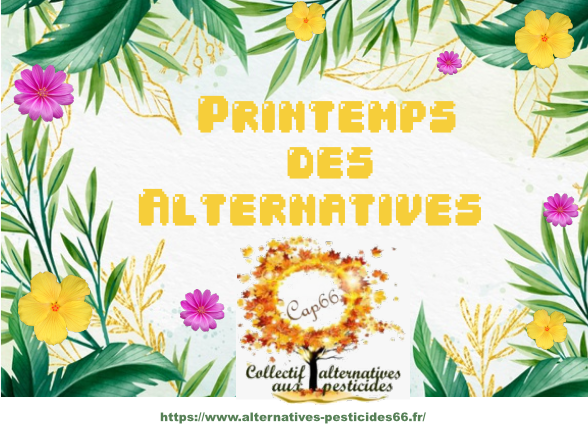 Printemps
des
Alternatives
Cap66
Collectif alternatives
aux pesticides
https://www.alternatives-pesticides66.fr/